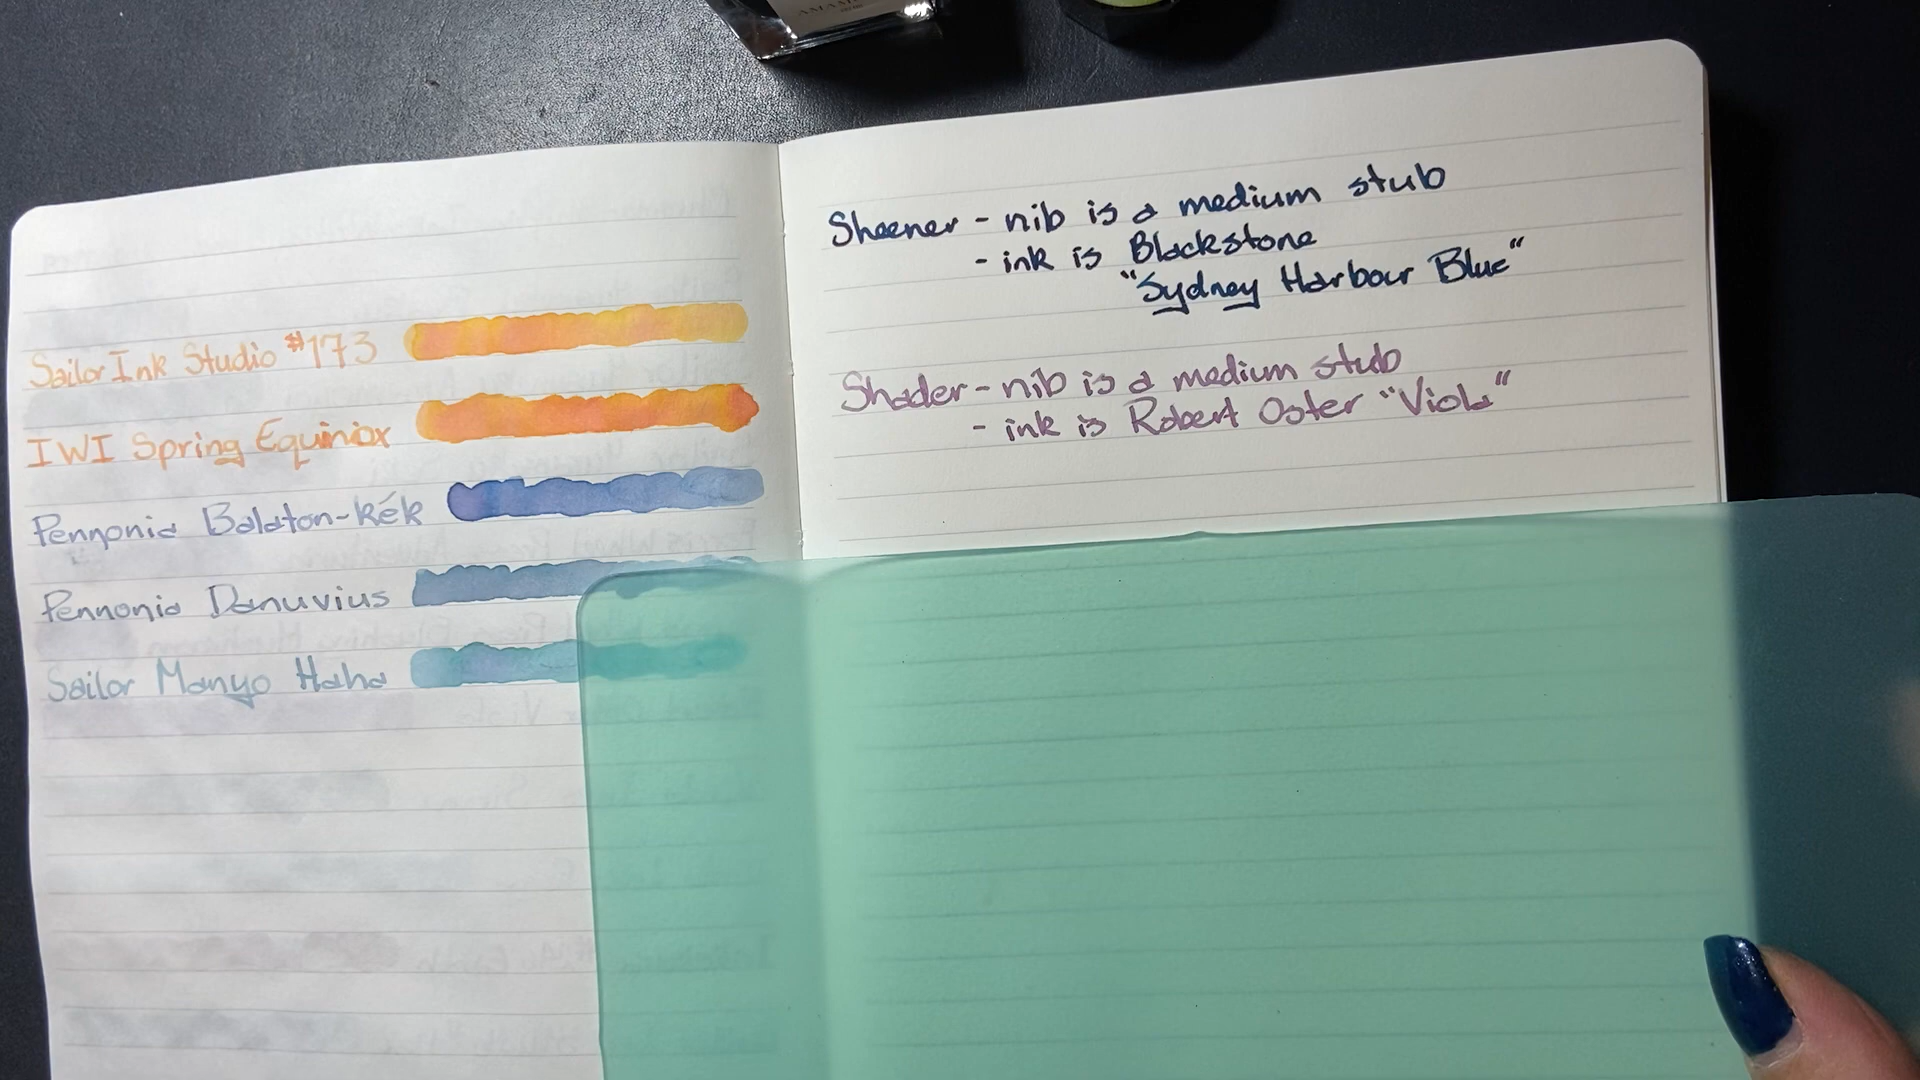 Sailor Ink Studio #173
IWI Spring Equinox
Pennonia Balaton-kék
Pennonia Danuvius
Sailor Manyo Haha
Sheener - nib is a medium stub
- ink is Blackstone
"Sydney Harbour Blue"
Shader - nib is a medium stub
- ink is Robert Oster "Viola"